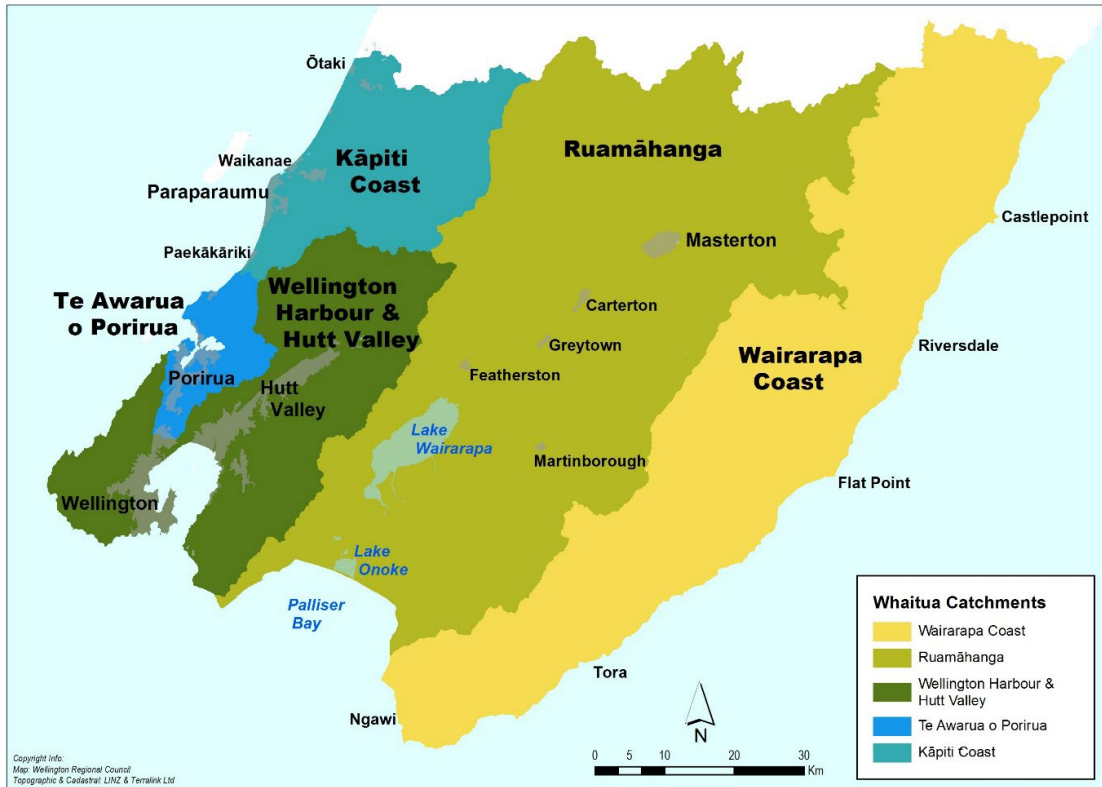 Ōtaki
Waikanae
Paraparaumu
Paekākāriki
Kāpiti
Coast
Ruamāhanga
Castlepoint
Masterton
Te Awarua
o Porirua
Wellington
Harbour &
Hutt Valley
Carterton
Greytown
Featherston
Riversdale
Wairarapa
Coast
Porirua
Hutt
Valley
Lake
Wairarapa
Martinborough
Flat Point
Wellington
Lake
Onoke
Palliser
Bay
Tora
Ngawi
N
0 5 10 20 30
Km
Whaitua Catchments
Wairarapa Coast
Ruamāhanga
Wellington Harbour &
Hutt Valley
Te Awarua o Porirua
Kāpiti Coast
Copyright Info:
Map: Wellington Regional Council
Topographic & Cadastral: LINZ & Terralink Ltd